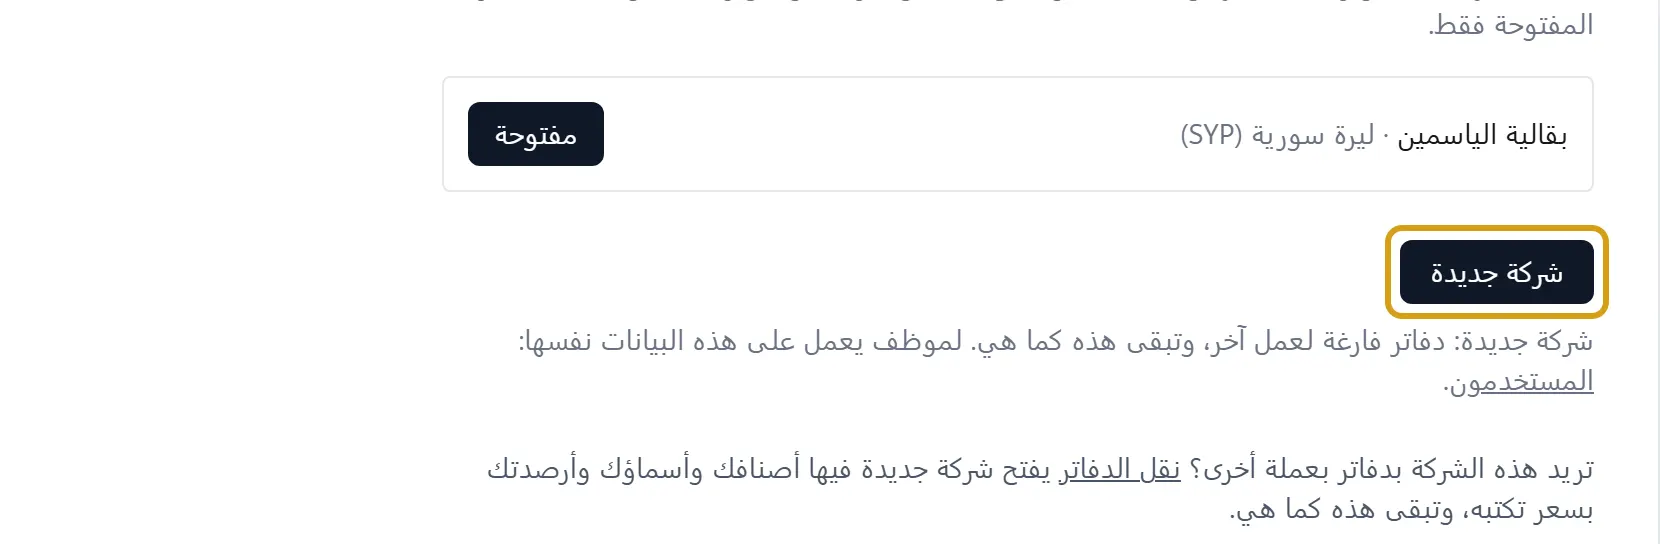 المفتوحة فقط.
بقالية الياسمين · ليرة سورية (SYP)
مفتوحة
شركة جديدة
شركة جديدة: دفاتر فارغة لعمل آخر، وتبقى هذه كما هي. لموظف يعمل على هذه البيانات نفسها:
المستخدمون.
تريد هذه الشركة بدفاتر بعملة أخرى؟ نقل الدفاتر يفتح شركة جديدة فيها أصنافك وأسماؤك وأرصدتك
بسعر تكتبه، وتبقى هذه كما هي.